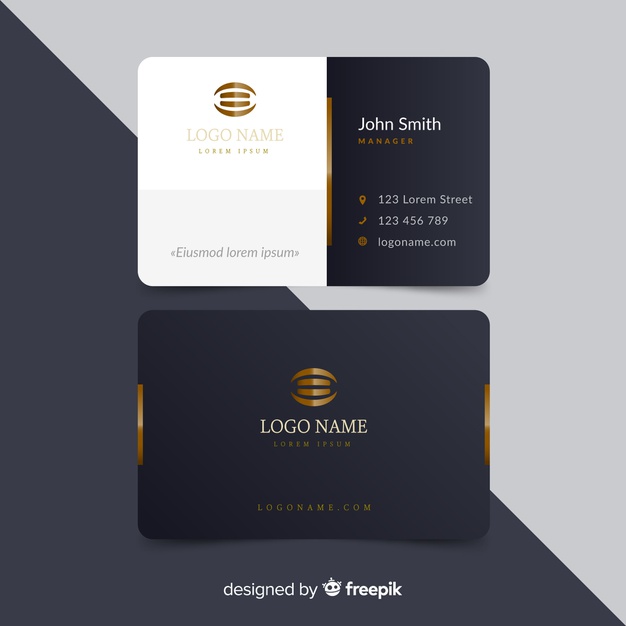 LOGO NAME
LOREM IPSUM
«Eiusmod lorem ipsum»
John Smith
MANAGER
123 Lorem Street
123 456 789
logoname.com
LOGO NAME
LOREM IPSUM
LOGONAME.COM
designed by freepik